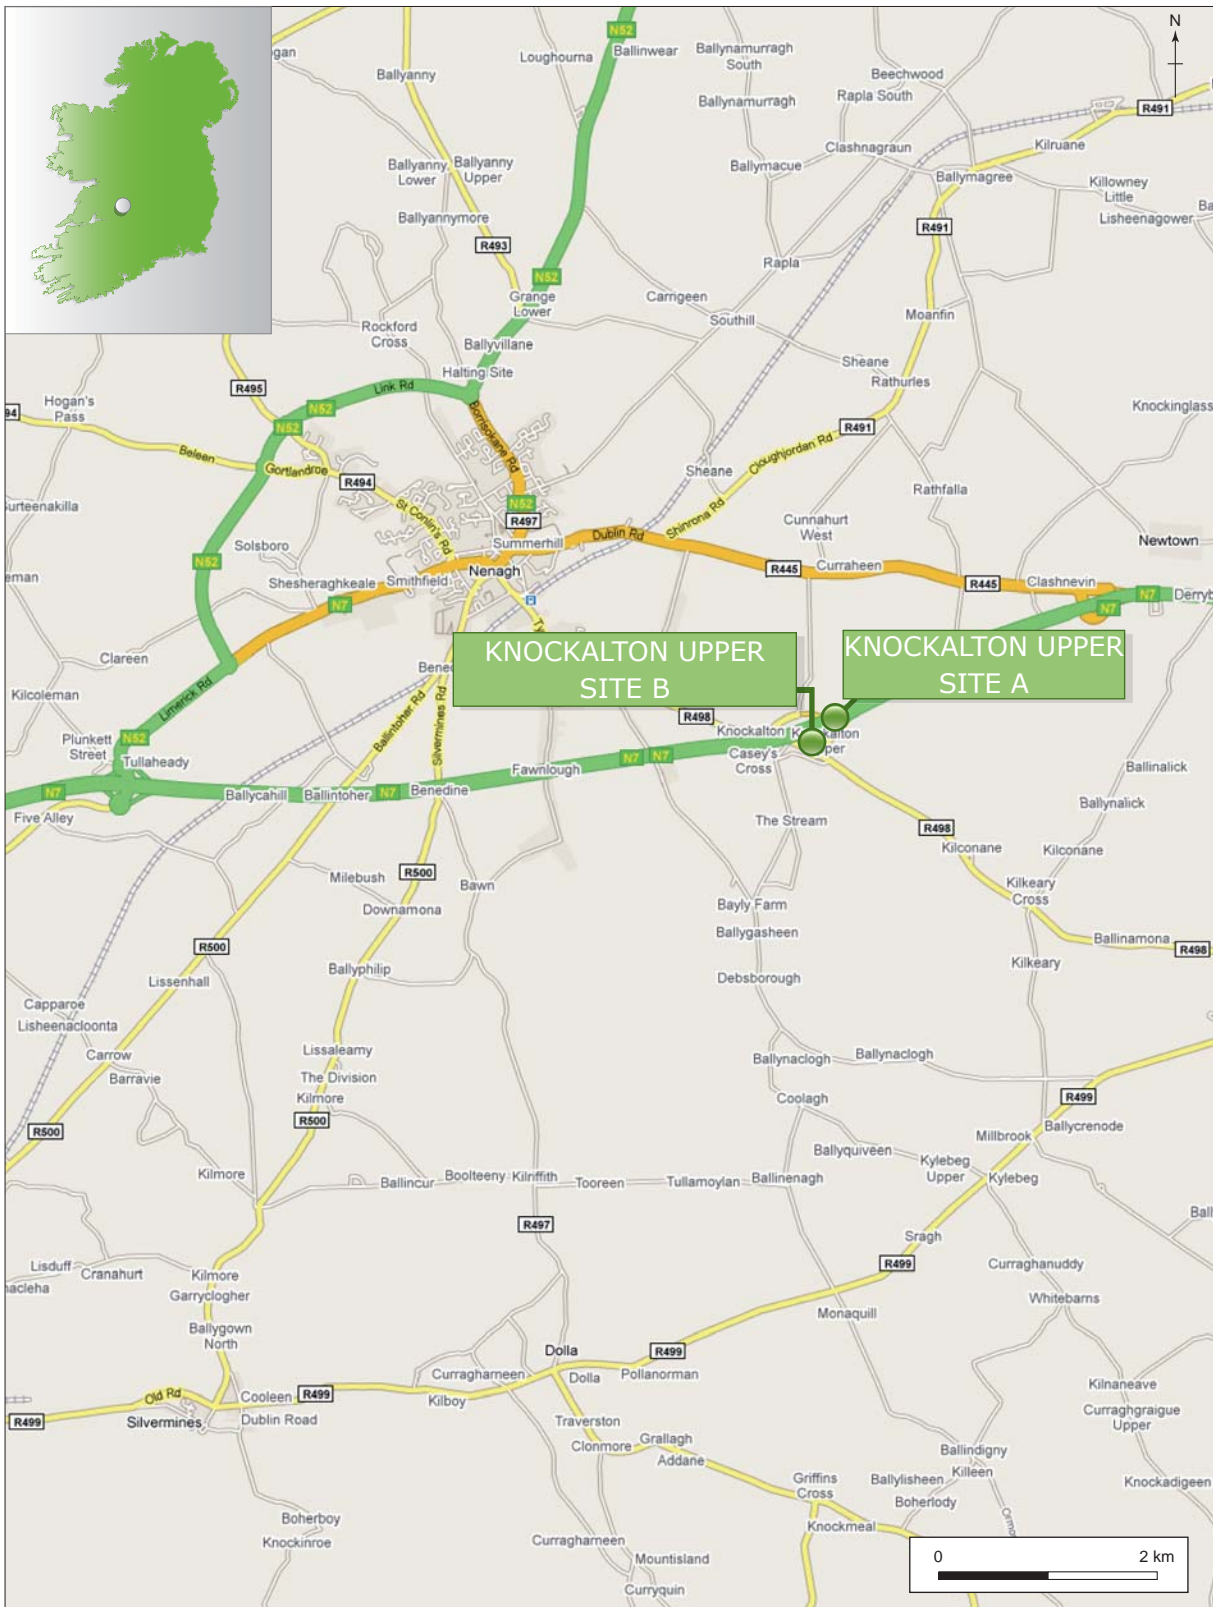 N
N52
Loughourna
Ballinwear
Ballynamurragh
South
Beechwood
Ballyanny
Rapla South
Ballynamurragh
R491
Clashnagraun
Kilruane
Ballyanny
Lower
Ballyanny
Upper
Ballymacue
Ballymagree
Killowney
Little
Ballyannymore
Lisheenagower
R491
R493
Rapla
N52
Grange
Lower
Carrigeen
Southill
Moanfin
Rockford
Cross
Ballyvillane
Halting Site
Sheane
Rathurles
R495
Link Rd
Hogan's
Pass
N52
N52
Borrisokane Rd
Knockinglass
R491
Cloughjordan Rd
Beleen
Gortlandroe
Sheane
R494
Rathfalla
St Conlin's Rd
N52
R497
Shinrona Rd
Cunnahurt
West
Solsboro
Summerhill
Dublin Rd
Newtown
N52
Nenagh
R445
Curraheen
Shesheraghkeale
Smithfield
R445
Clashnevin
N7
N7
N7
KNOCKALTON UPPER
SITE B
KNOCKALTON UPPER
SITE A
Clareen
Kilcoleman
Limerick Rd
Ballintoher Rd
Silvermines Rd
R498
Knockalton
Plunkett
Street
N52
Tullaheady
Casey's
Cross
N7
N7
Fawnlough
Ballinalick
N7
Ballycahill
Ballintoher
N7
Benedine
Ballynalick
Five Alley
The Stream
R498
Kilconane
Kilconane
Milebush
R500
Bawn
Kilkeary
Cross
Downamona
Bayly Farm
Ballygasheen
Ballinamona
R498
R500
Kilkeary
Lissenhall
Ballyphilip
Debsborough
Capparoe
Lisheenacloonta
Carrow
Lissaleamy
Ballynaclogh
Ballynaclogh
Barravie
The Division
Kilmore
Coolagh
R499
R500
R500
Millbrook
Ballycrenode
Ballyquiveen
Kylebeg
Upper
Kylebeg
Kilmore
Ballincur
Boolteeny
Kilriffith
Tooreen
Tullamoylan
Ballinenagh
R497
Sragh
Lisduff
Cranahurt
Kilmore
R499
Curraghanuddy
Garryclogher
Whitebarns
Ballygown
North
Monaquill
Dolla
R499
Curraghameen
Dolla
Pollanorman
Kilnaneave
Old Rd
Cooleen
R499
Kilboy
Curraghgraigue
Upper
R499
Silvermines
Dublin Road
Traverston
Clonmore
Grallagh
Addane
Ballindigny
Killeen
Griffins
Cross
Ballylisheen
Knockadigeen
Boherlody
Boherboy
Knockmeal
Knockinroe
Curraghameen
Mountisland
Curryquin
0
2 km